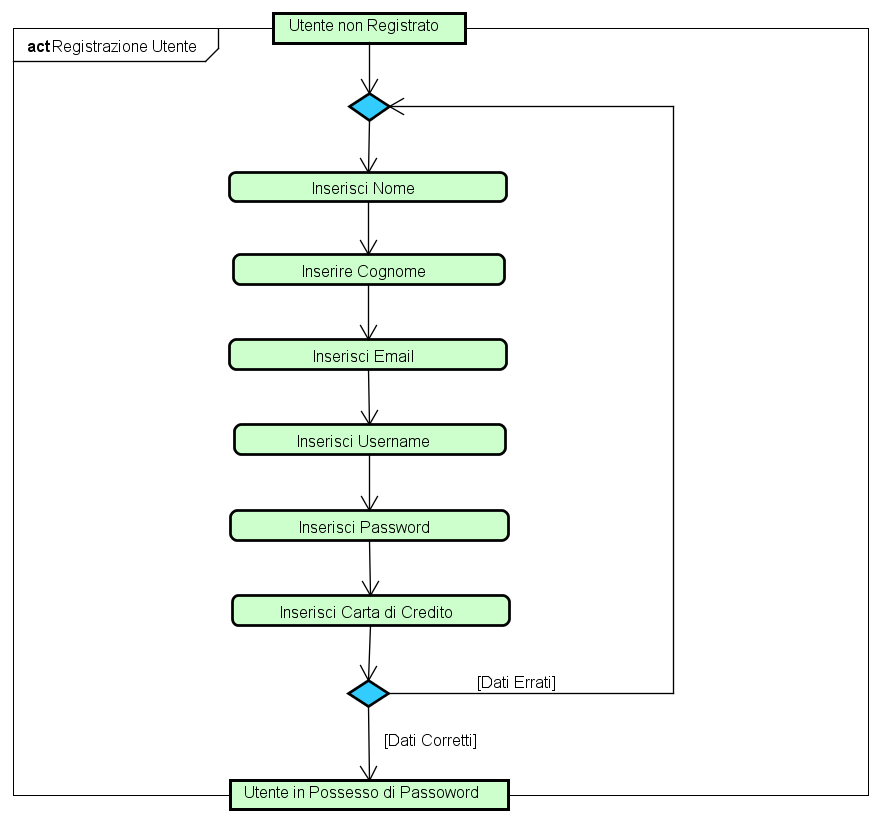 Utente non Registrato
act Registrazione Utente
Inserisci Nome
Inserire Cognome
Inserisci Email
Inserisci Username
Inserisci Password
Inserisci Carta di Credito
[Dati Errati]
[Dati Corretti]
Utente in Possesso di Passoword